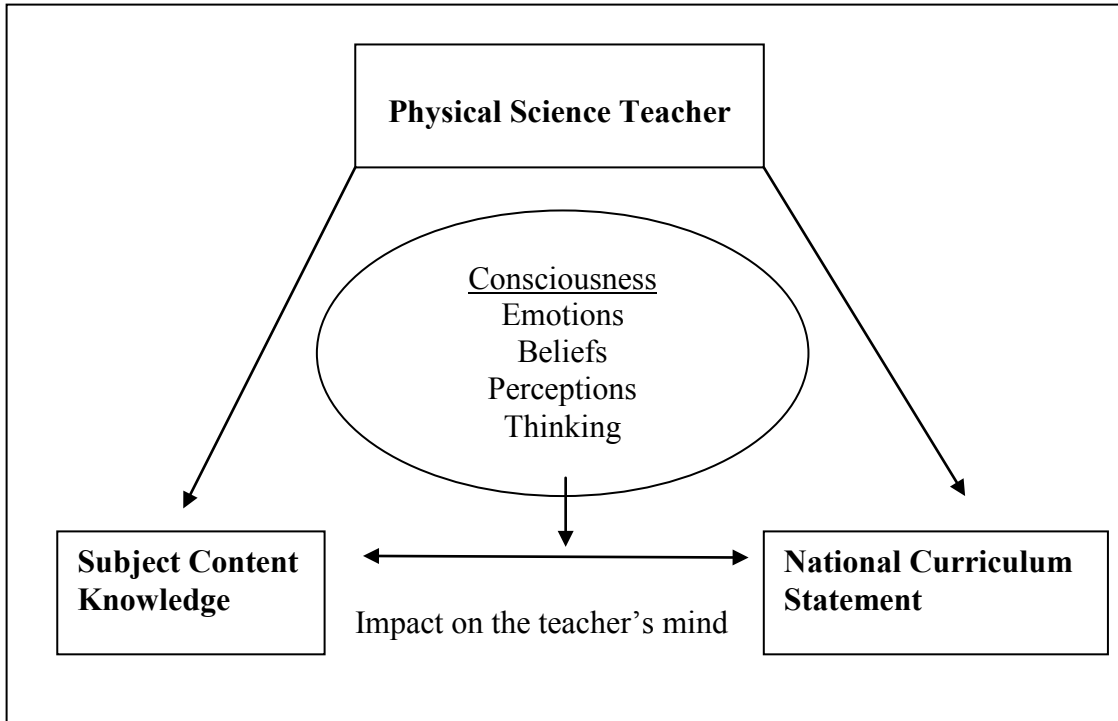 Physical Science Teacher
Consciousness
Emotions
Beliefs
Perceptions
Thinking
Subject Content
Knowledge
National Curriculum
Statement
Impact on the teacher’s mind